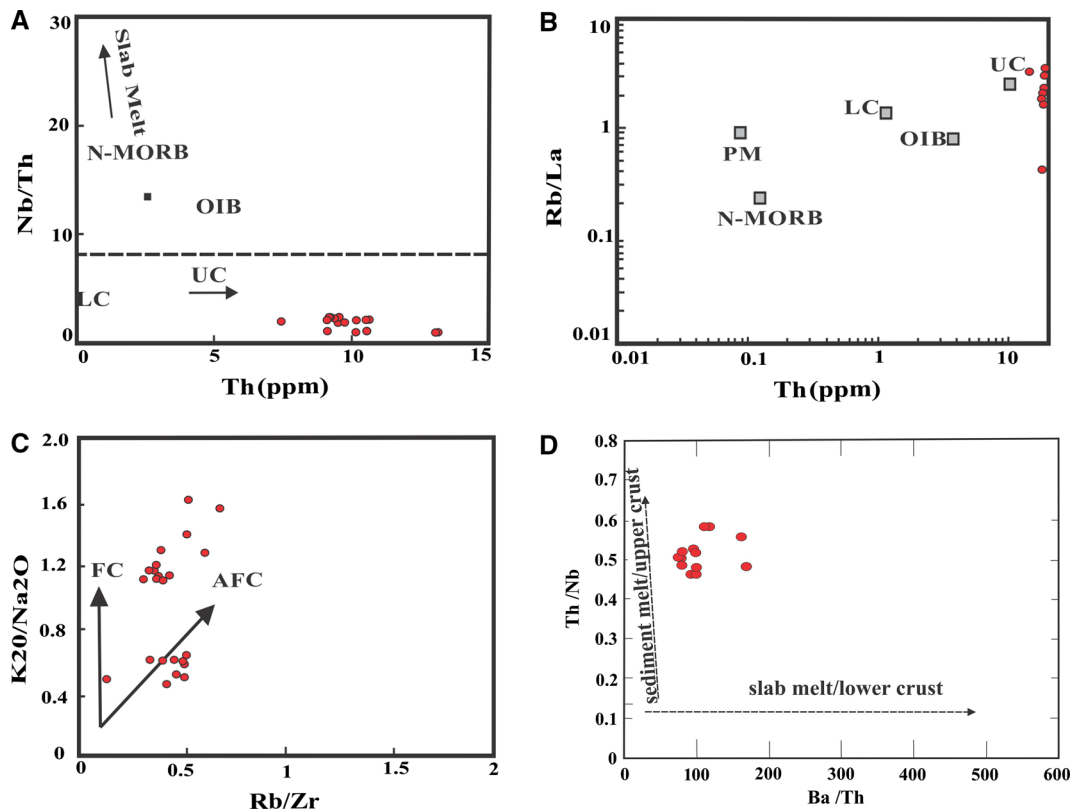 A
30
20
10
0
Nb/Th
Slab Melt
N-MORB
OIB
UC
LC
0
5
10
15
Th(ppm)
B
10
1
0.1
0.01
Rb/La
UC
LC
OIB
PM
N-MORB
0.01
0.1
1
10
Th(ppm)
C
2.0
1.6
1.2
0.8
0.4
0
K20/Na2O
FC
AFC
0
0.5
1
1.5
2
Rb/Zr
D
0.8
0.7
0.6
0.5
0.4
0.3
0.2
0.1
0
Th/Nb
sediment melt/upper crust
slab melt/lower crust
0
100
200
300
400
500
600
Ba/Th